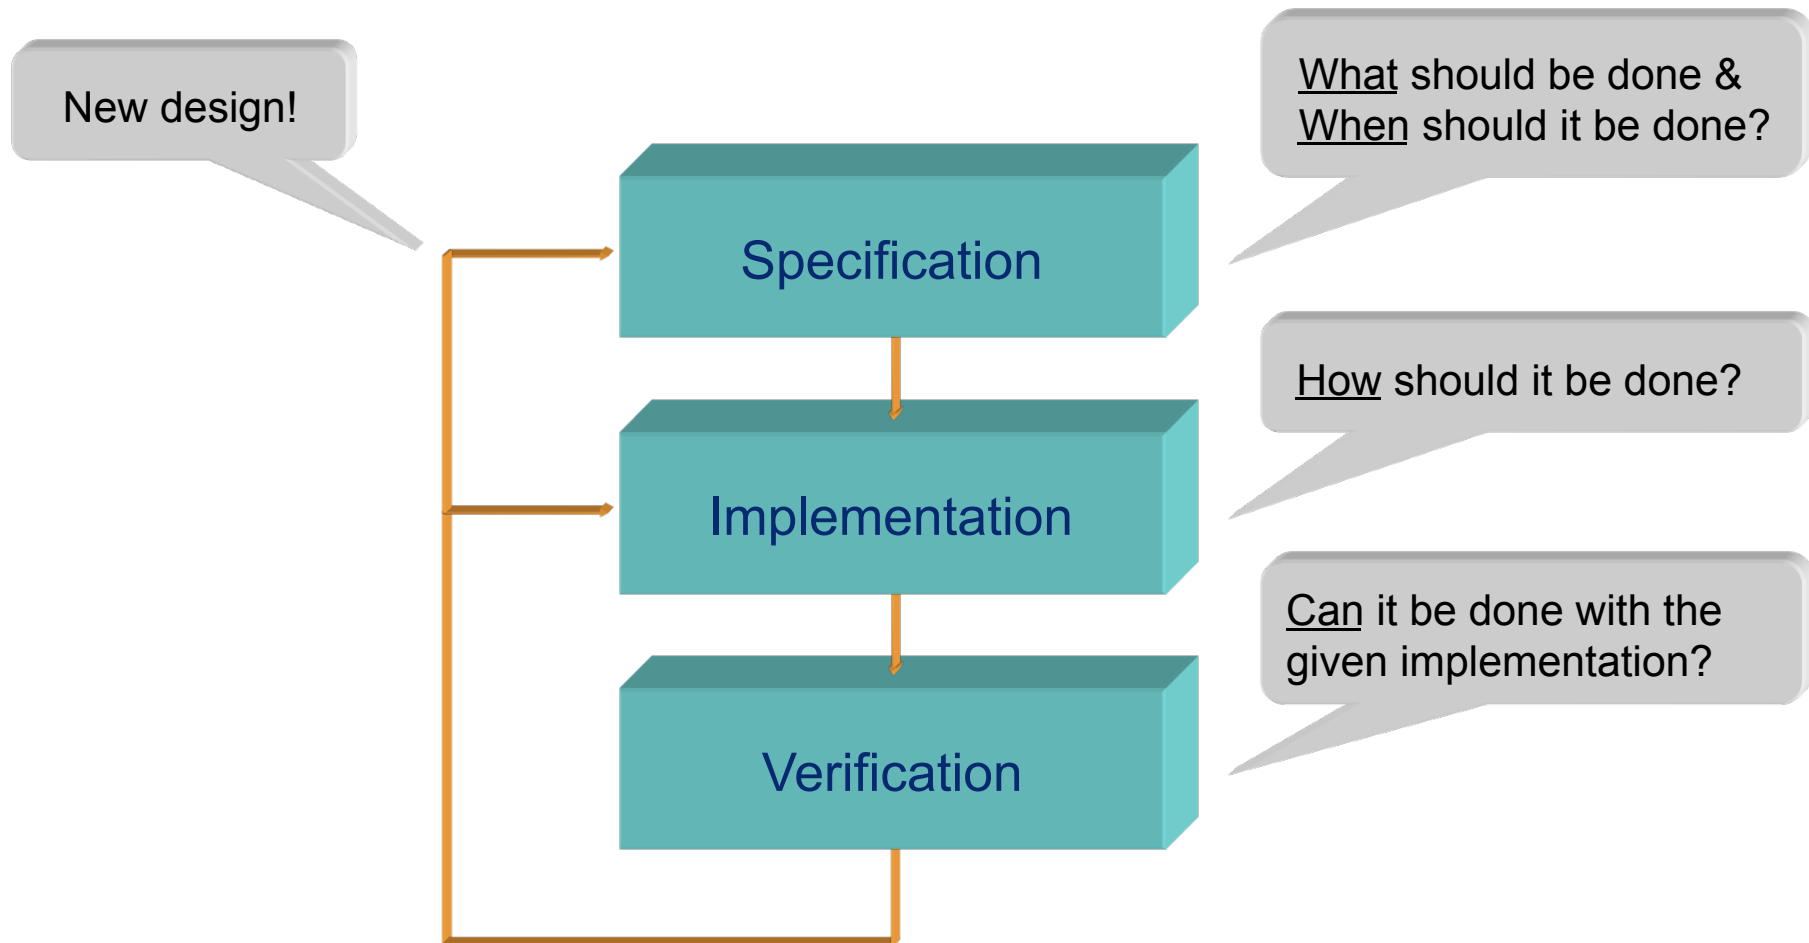 New design!
What should be done &
When should it be done?
Specification
How should it be done?
Implementation
Can it be done with the
given implementation?
Verification